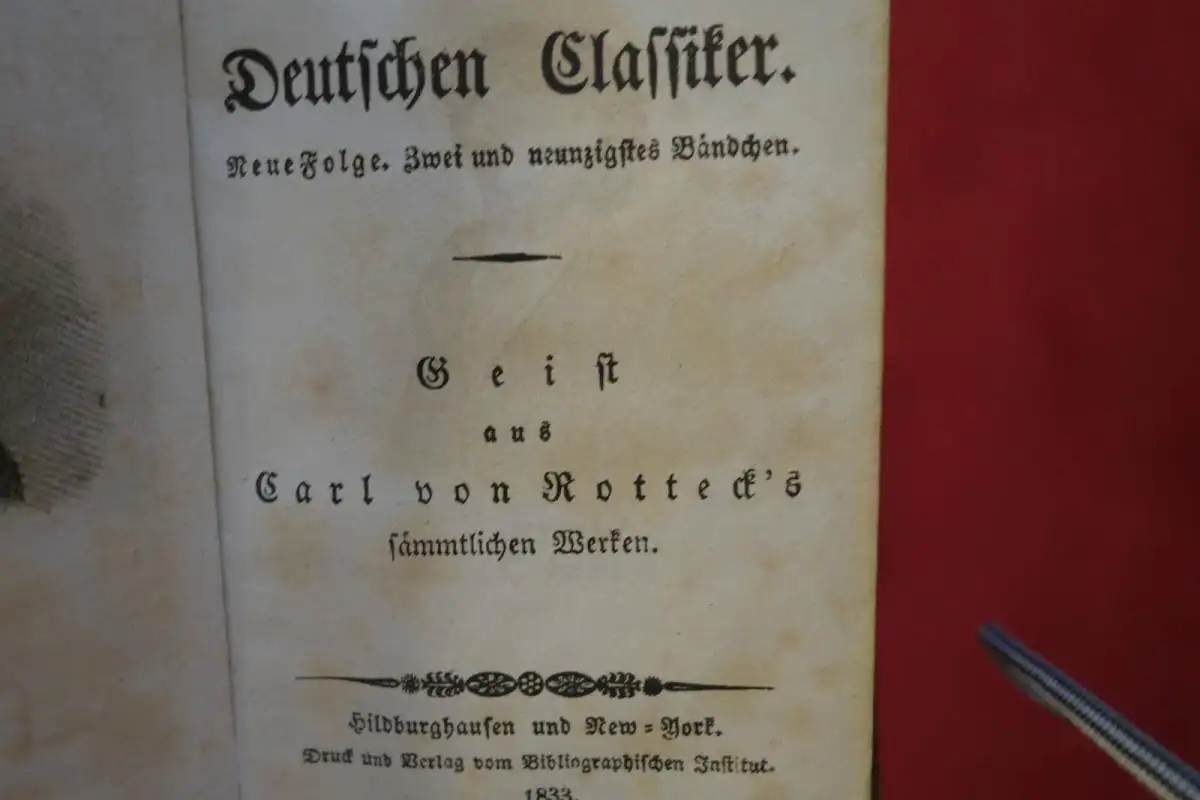 Deutschen Classiker.
Neue Folge. Zwei und neunzigstes Bändchen.
Geist
aus
Carl von Rotteck's
sämmtlichen Werken.
Hildburghausen und New=York.
Druck und Verlag vom Bibliographischen Institut.
1833.